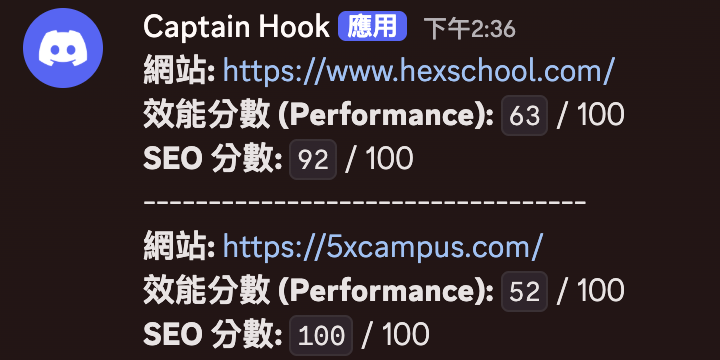 Captain Hook 應用 下午2:36
網站: https://www.hexschool.com/
效能分數 (Performance): 63 / 100
SEO 分數: 92 / 100
----------------------------------
網站: https://5xcampus.com/
效能分數 (Performance): 52 / 100
SEO 分數: 100 / 100